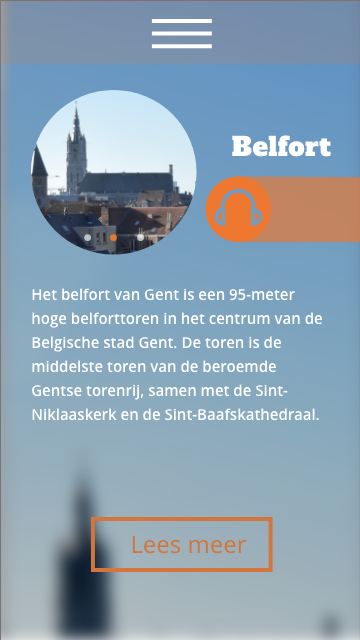 Belfort
Het belfort van Gent is een 95-meter
hoge belforttoren in het centrum van de
Belgische stad Gent. De toren is de
middelste toren van de beroemde
Gentse torenrij, samen met de Sint-
Niklaaskerk en de Sint-Baafskathedraal.
Lees meer